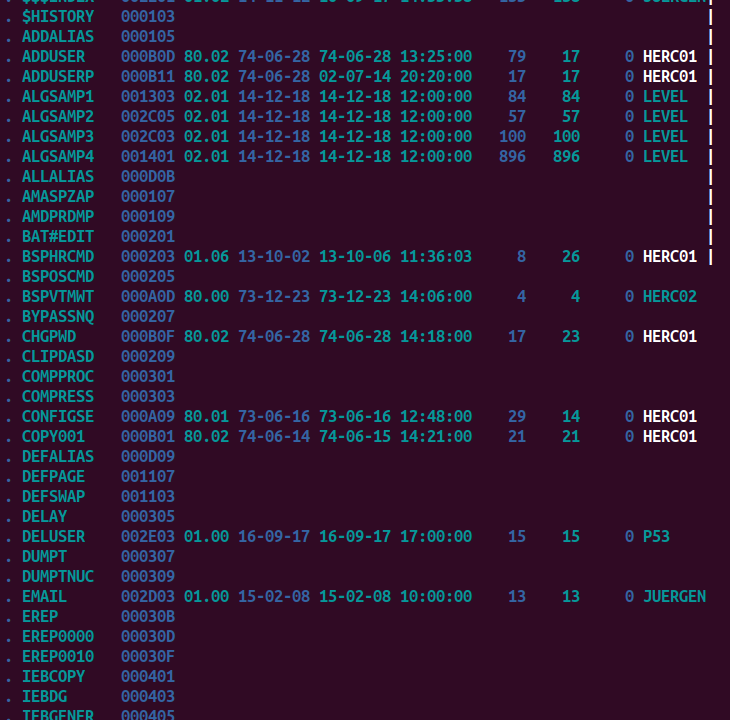 . $HISTORY 000103
. ADDALIAS 000105
. ADDUSER 000B0D 80.02 74-06-28 74-06-28 13:25:00 79 17 0 HERC01
. ADDUSERP 000B11 80.02 74-06-28 02-07-14 20:20:00 17 17 0 HERC01
. ALGSAMP1 001303 02.01 14-12-18 14-12-18 12:00:00 84 84 0 LEVEL
. ALGSAMP2 002C05 02.01 14-12-18 14-12-18 12:00:00 57 57 0 LEVEL
. ALGSAMP3 002C03 02.01 14-12-18 14-12-18 12:00:00 100 100 0 LEVEL
. ALGSAMP4 001401 02.01 14-12-18 14-12-18 12:00:00 896 896 0 LEVEL
. ALLALIAS 000D0B
. AMASPZAP 000107
. AMDPRDMP 000109
. BAT#EDIT 000201
. BSPHRCMD 000203 01.06 13-10-02 13-10-06 11:36:03 8 26 0 HERC01
. BSPOSCMD 000205
. BSPVTMWT 000A0D 80.00 73-12-23 73-12-23 14:06:00 4 4 0 HERC02
. BYPASSNQ 000207
. CHGPWD 000B0F 80.02 74-06-28 74-06-28 14:18:00 17 23 0 HERC01
. CLIPDASD 000209
. COMPPROC 000301
. COMPRESS 000303
. CONFIGSE 000A09 80.01 73-06-16 73-06-16 12:48:00 29 14 0 HERC01
. COPY001 000B01 80.02 74-06-14 74-06-15 14:21:00 21 21 0 HERC01
. DEFALIAS 000D09
. DEFPAGE 001107
. DEFSWAP 001103
. DELAY 000305
. DELUSER 002E03 01.00 16-09-17 16-09-17 17:00:00 15 15 0 P53
. DUMPT 000307
. DUMPTNUC 000309
. EMAIL 002D03 01.00 15-02-08 15-02-08 10:00:00 13 13 0 JUERGEN
. EREP 00030B
. EREP0000 00030D
. EREP0010 00030F
. IEBCOPY 000401
. IEBDG 000403
. IEBGENER 000405